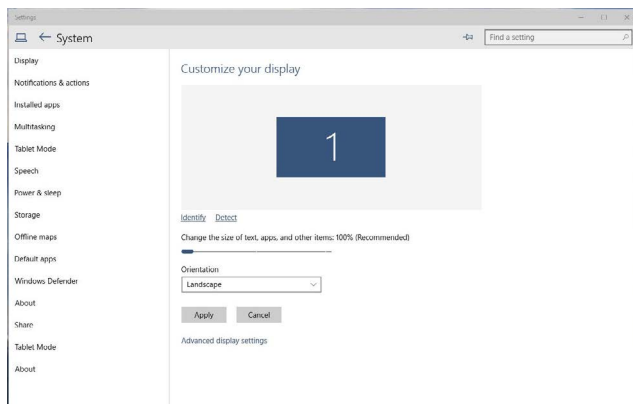 Settings
System
Find a setting
Display
Notifications & actions
Installed apps
Multitasking
Tablet Mode
Speech
Power & sleep
Storage
Offline maps
Default apps
Windows Defender
About
Share
Tablet Mode
About
Customize your display
1
Identify Detect
Change the size of text, apps, and other items: 100% (Recommended)
Orientation
Landscape
Apply Cancel
Advanced display settings